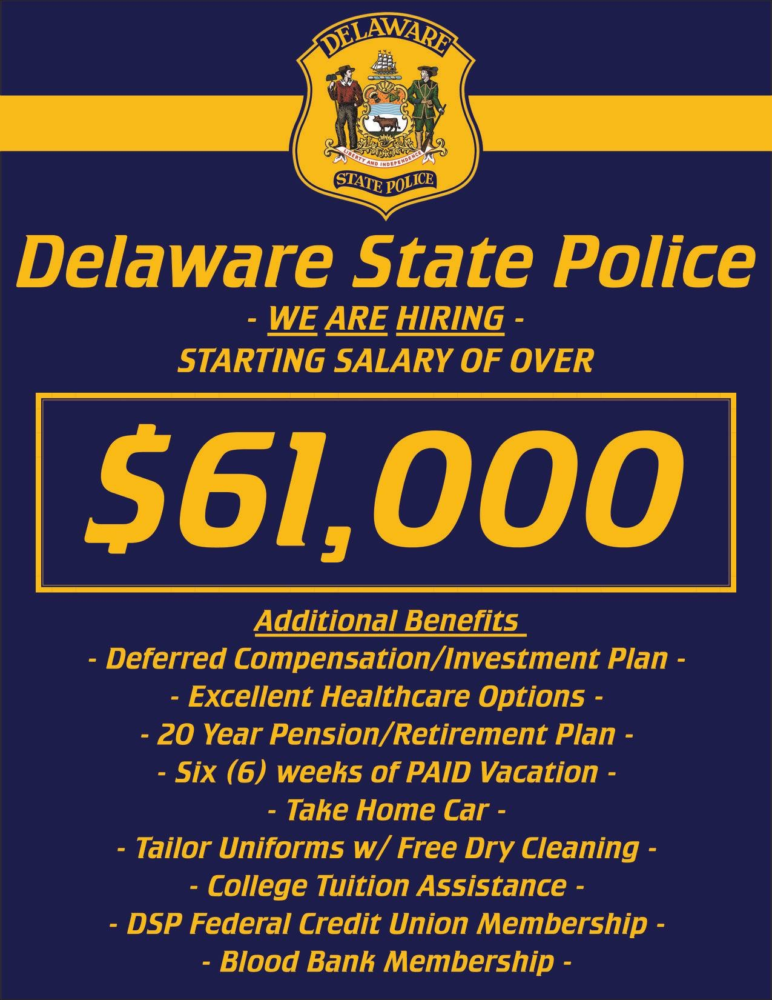 DELAWARE
LIBERTY AND INDEPENDENCE
STATE POLICE
Delaware State Police
- WE ARE HIRING -
STARTING SALARY OF OVER
$61,000
Additional Benefits
- Deferred Compensation/Investment Plan -
- Excellent Healthcare Options -
- 20 Year Pension/Retirement Plan -
- Six (6) weeks of PAID Vacation -
- Take Home Car -
- Tailor Uniforms w/ Free Dry Cleaning -
- College Tuition Assistance -
- DSP Federal Credit Union Membership -
- Blood Bank Membership -